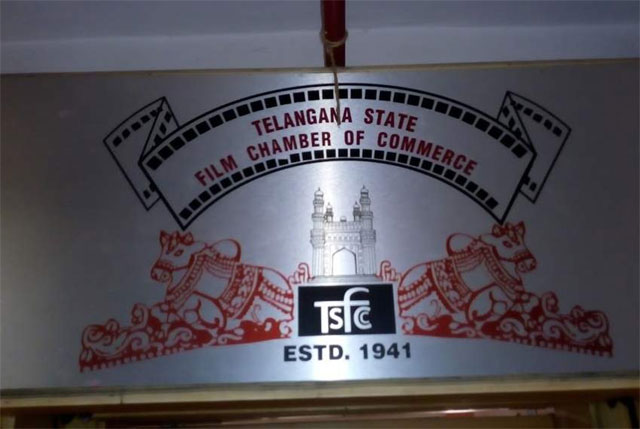 TELANGANA STATE
FILM CHAMBER OF COMMERCE
TSFCC
ESTD. 1941